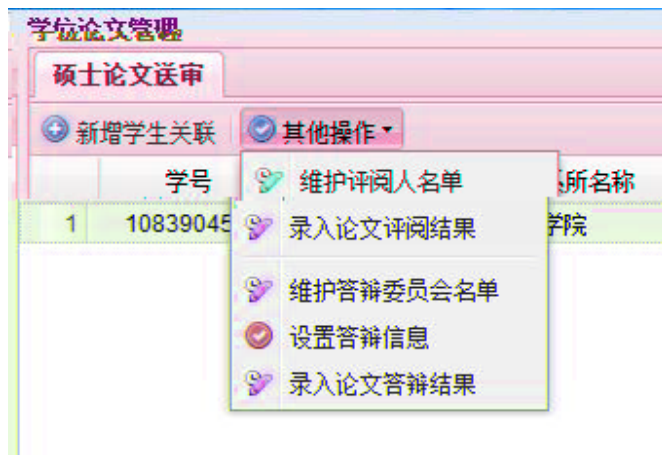 学位论文管理
硕士论文送审
新增学生关联 其他操作
学号 系所名称
1 10839045 学院
维护评阅人名单
录入论文评阅结果
维护答辩委员会名单
设置答辩信息
录入论文答辩结果